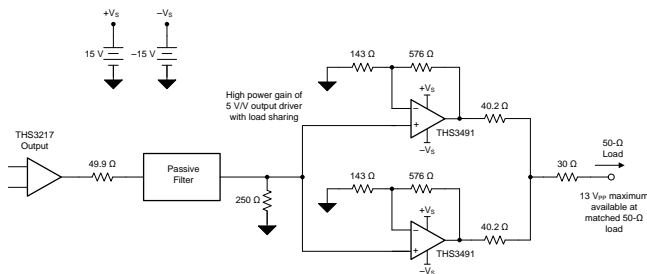 +VS
–VS
15 V
–15 V
143 Ω
576 Ω
High power gain of
5 V/V output driver
with load sharing
+VS
–
+
THS3491
–VS
40.2 Ω
THS3217
Output
49.9 Ω
Passive
Filter
250 Ω
50-Ω
Load
30 Ω
13 VPP maximum
available at
matched 50-Ω
load
143 Ω
576 Ω
+VS
–
+
THS3491
–VS
40.2 Ω